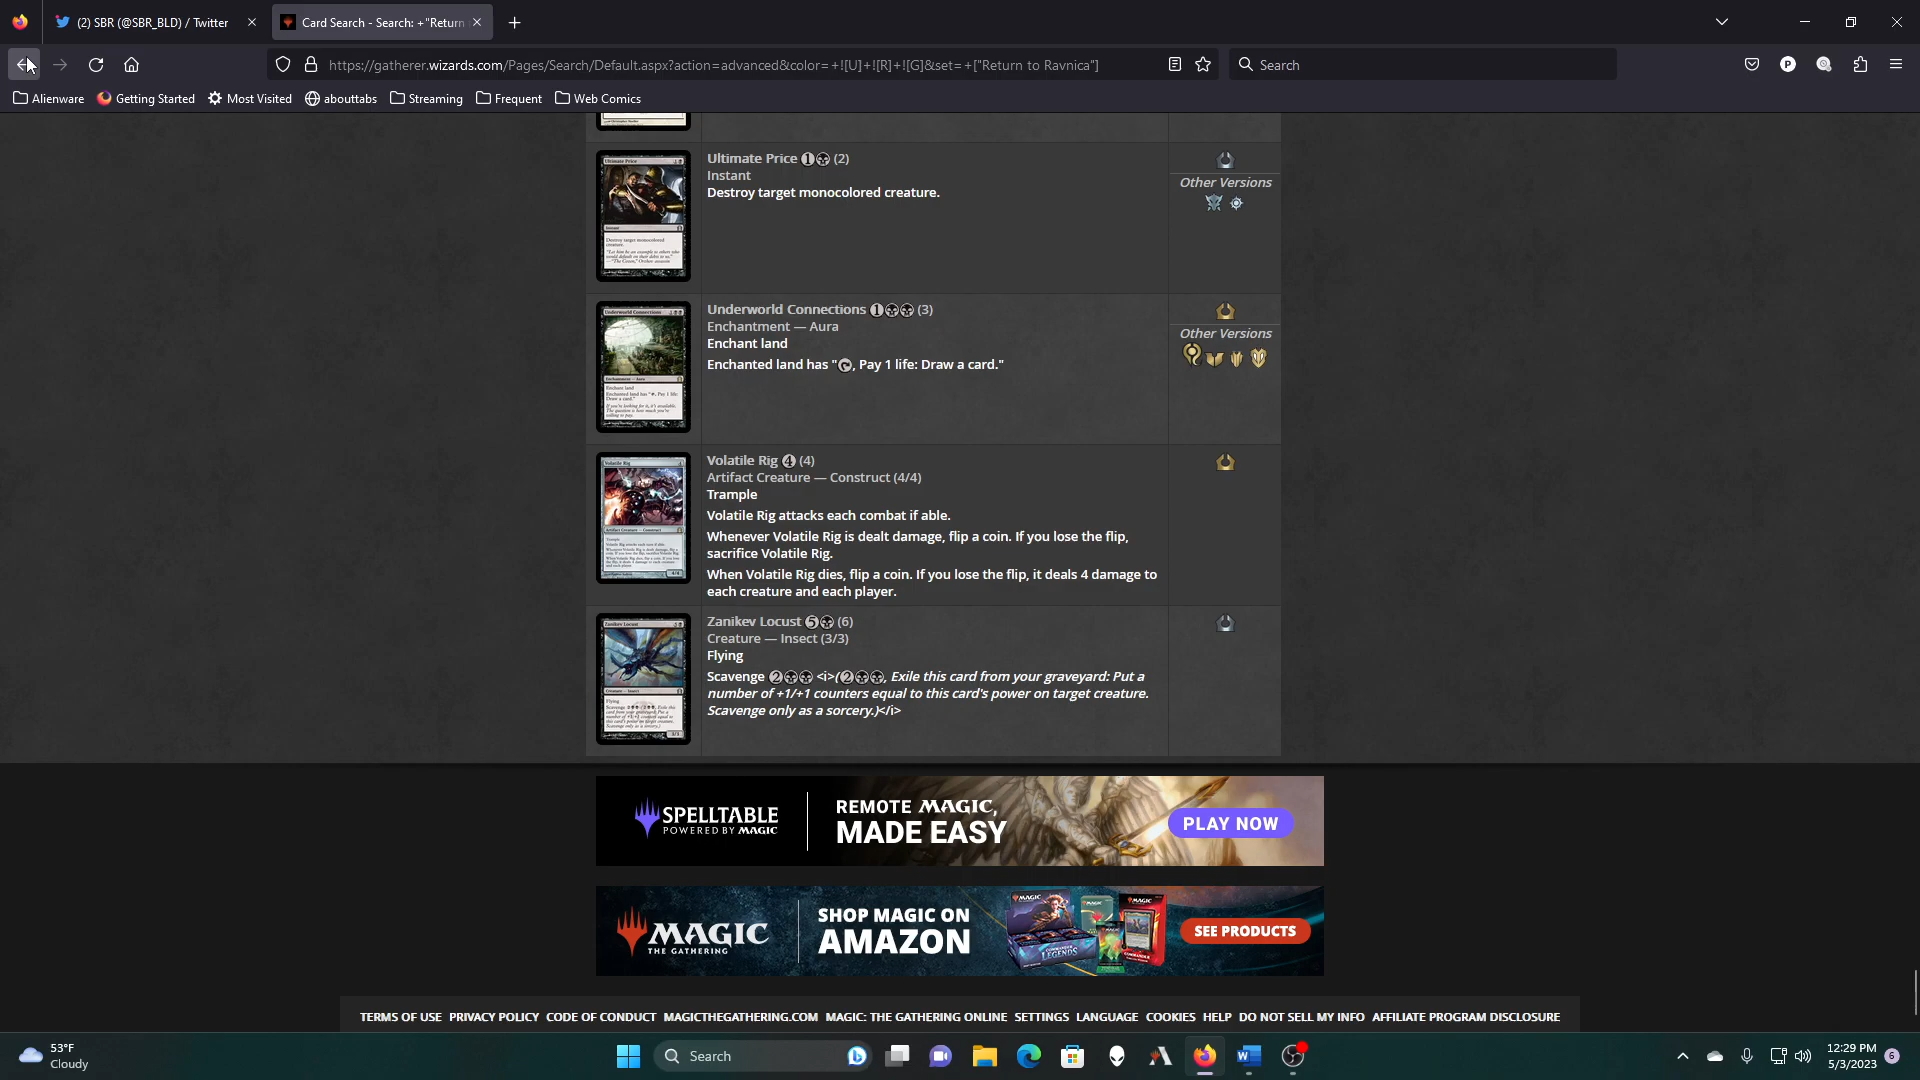 (2) SBR (@SBR_BLD) / Twitter
Card Search - Search: +"Return
https://gatherer.wizards.com/Pages/Search/Default.aspx?action=advanced&color=+![U]+![R]+![G]&set=+["Return to Ravnica"]
Search
Alienware
Getting Started
Most Visited
abouttabs
Streaming
Frequent
Web Comics
Ultimate Price 1 (2)
Instant
Destroy target monocolored creature.
Other Versions
Underworld Connections 1 (3)
Enchantment — Aura
Enchant land
Enchanted land has ", Pay 1 life: Draw a card."
Other Versions
Volatile Rig 4 (4)
Artifact Creature — Construct (4/4)
Trample
Volatile Rig attacks each combat if able.
Whenever Volatile Rig is dealt damage, flip a coin. If you lose the flip,
sacrifice Volatile Rig.
When Volatile Rig dies, flip a coin. If you lose the flip, it deals 4 damage to
each creature and each player.
Zanikev Locust 5 (6)
Creature — Insect (3/3)
Flying
Scavenge 2 <i>(2, Exile this card from your graveyard: Put a
number of +1/+1 counters equal to this card's power on target creature.
Scavenge only as a sorcery.)</i>
SPELLTABLE
POWERED BY MAGIC
REMOTE MAGIC,
MADE EASY
PLAY NOW
MAGIC
THE GATHERING
SHOP MAGIC ON
AMAZON
SEE PRODUCTS
TERMS OF USE PRIVACY POLICY CODE OF CONDUCT MAGICTHEGATHERING.COM MAGIC: THE GATHERING ONLINE SETTINGS LANGUAGE COOKIES HELP DO NOT SELL MY INFO AFFILIATE PROGRAM DISCLOSURE
53°F
Cloudy
Search
12:29 PM
5/3/2023
6